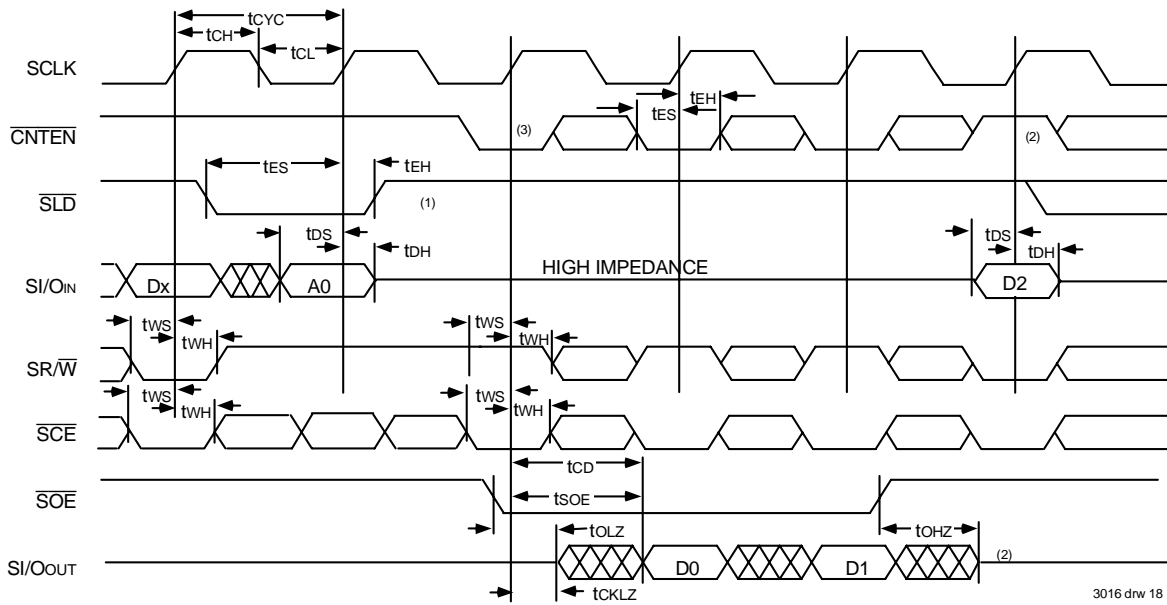 tCYC
tCH
tCL
SCLK
tES
tEH
CNTEN
(3)
(2)
tES
tEH
SLD
(1)
tDS
tDH
tDS
tDH
HIGH IMPEDANCE
SI/OIN
Dx
A0
D2
tWS
tWH
tWS
tWH
SR/W
tWS
tWH
tWS
tWH
SCE
tCD
SOE
tSOE
tOLZ
tOHZ
SI/OOUT
D0
D1
(2)
tCKLZ
3016 drw 18